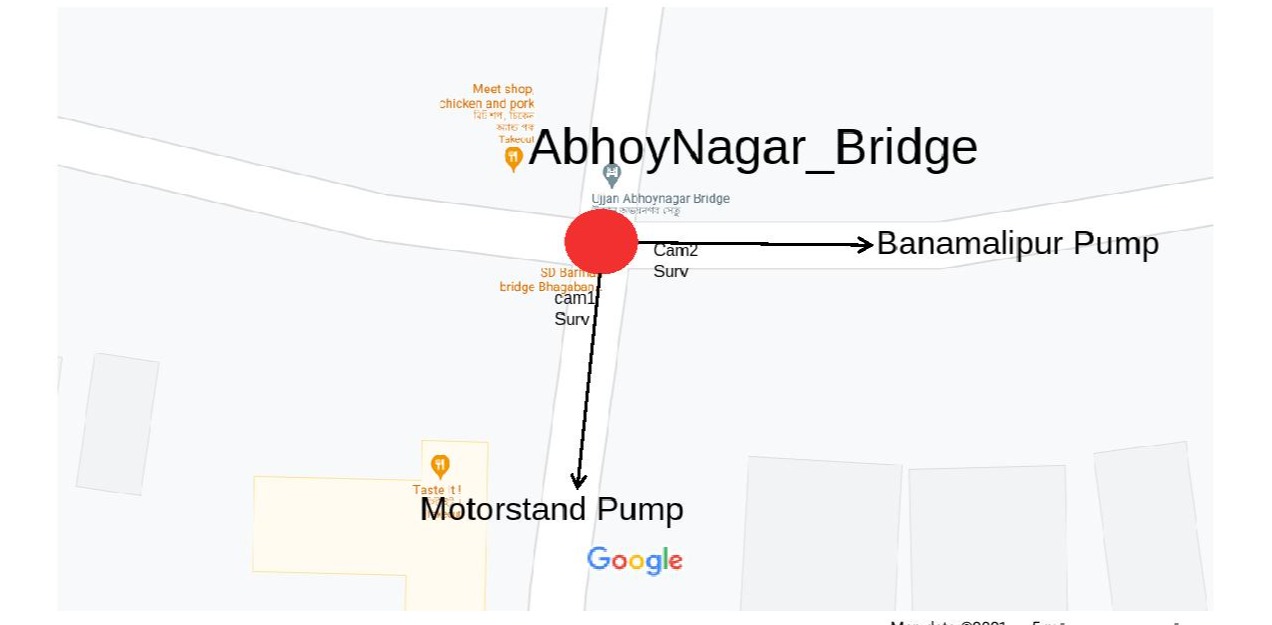 Meet shop,
chicken and pork
Takeout
AbhoyNagar_Bridge
Ujjan Abhoynagar Bridge
Banamalipur Pump
Cam2
Surv
SD Barma
bridge Bhagaban
cam1
Surv
Taste It !
Motorstand Pump
Google